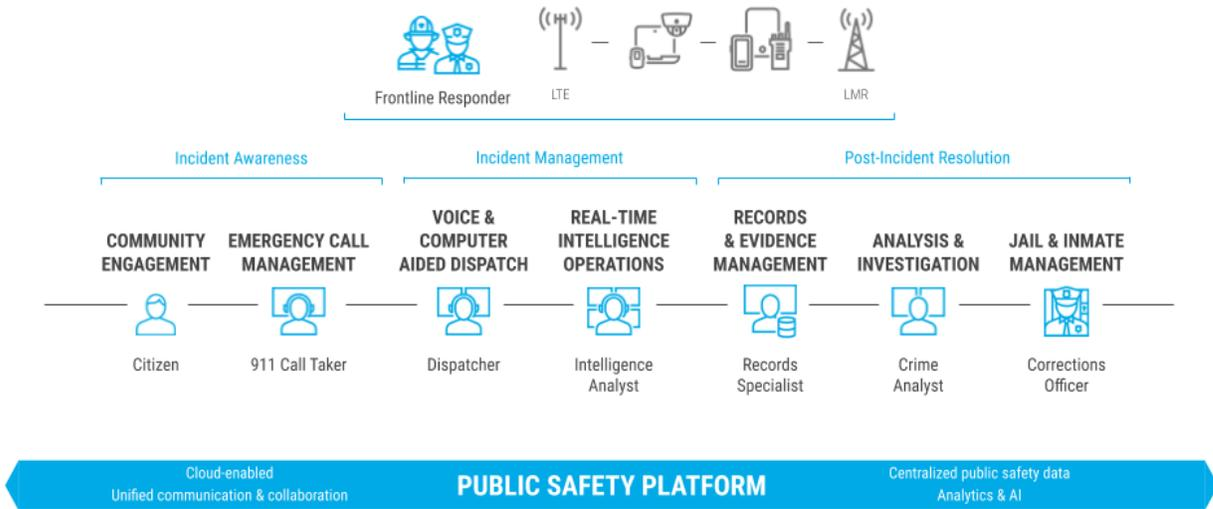 Frontline Responder
LTE
LMR
Incident Awareness
Incident Management
Post-Incident Resolution
COMMUNITY
ENGAGEMENT
EMERGENCY CALL
MANAGEMENT
VOICE &
COMPUTER
AIDED DISPATCH
REAL-TIME
INTELLIGENCE
OPERATIONS
RECORDS
& EVIDENCE
MANAGEMENT
ANALYSIS &
INVESTIGATION
JAIL & INMATE
MANAGEMENT
Citizen
911 Call Taker
Dispatcher
Intelligence
Analyst
Records
Specialist
Crime
Analyst
Corrections
Officer
Cloud-enabled
Unified communication & collaboration
PUBLIC SAFETY PLATFORM
Centralized public safety data
Analytics & AI